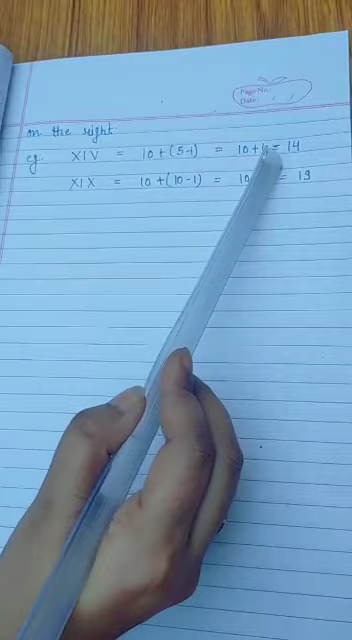 Page No.
Date: / /
on the right
eg. XIV = 10+(5-1) = 10+4= 14
XIX = 10+(10-1) = 10 = 19